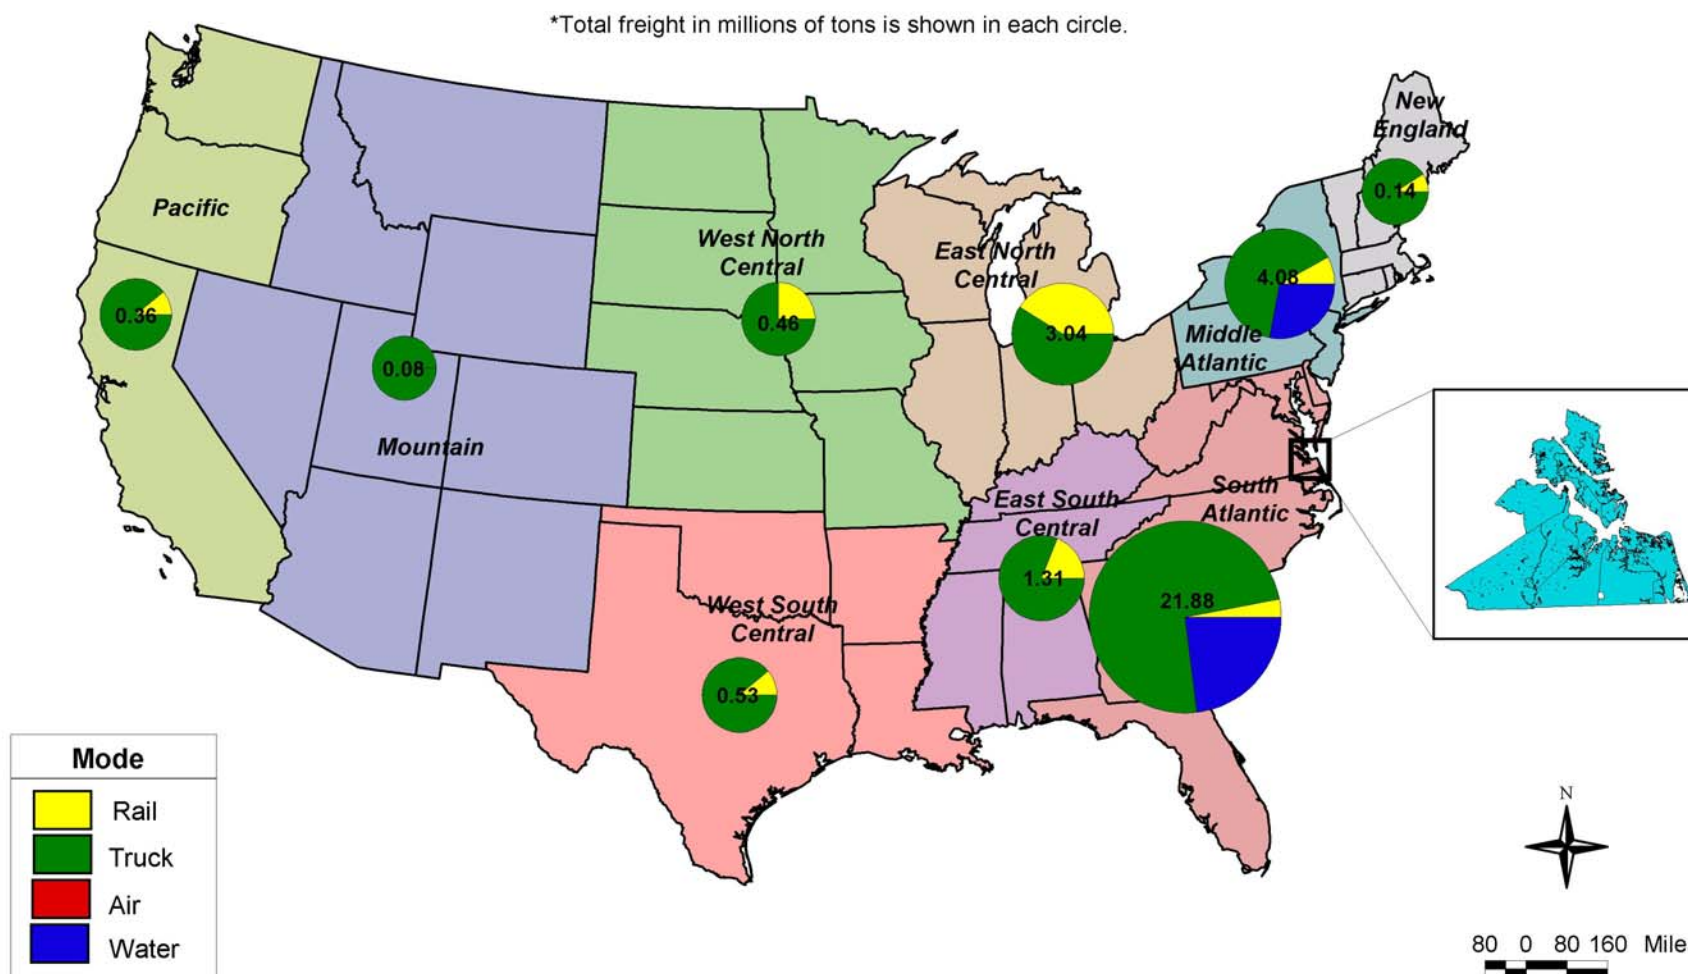 *Total freight in millions of tons is shown in each circle.
New
England
0.14
Pacific
West North
Central
East North
Central
4.08
0.36
0.46
3.04
Middle
Atlantic
0.08
Mountain
East South
Central
South
Atlantic
1.31
21.88
West South
Central
0.53
Mode
Rail
Truck
Air
Water
N
80 0 80 160 Mile